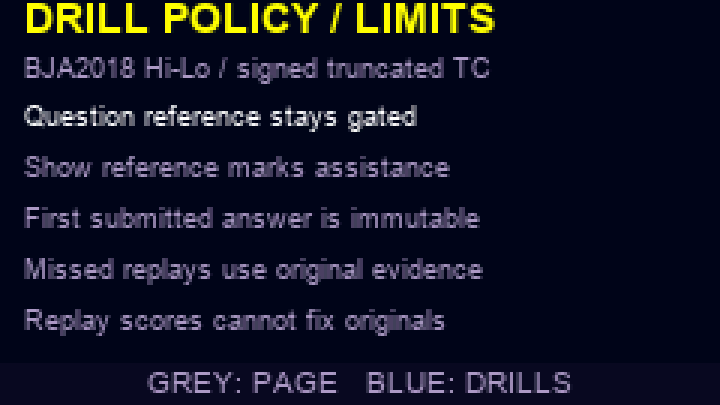 DRILL POLICY / LIMITS
BJA2018 Hi-Lo / signed truncated TC
Question reference stays gated
Show reference marks assistance
First submitted answer is immutable
Missed replays use original evidence
Replay scores cannot fix originals
GREY: PAGE BLUE: DRILLS